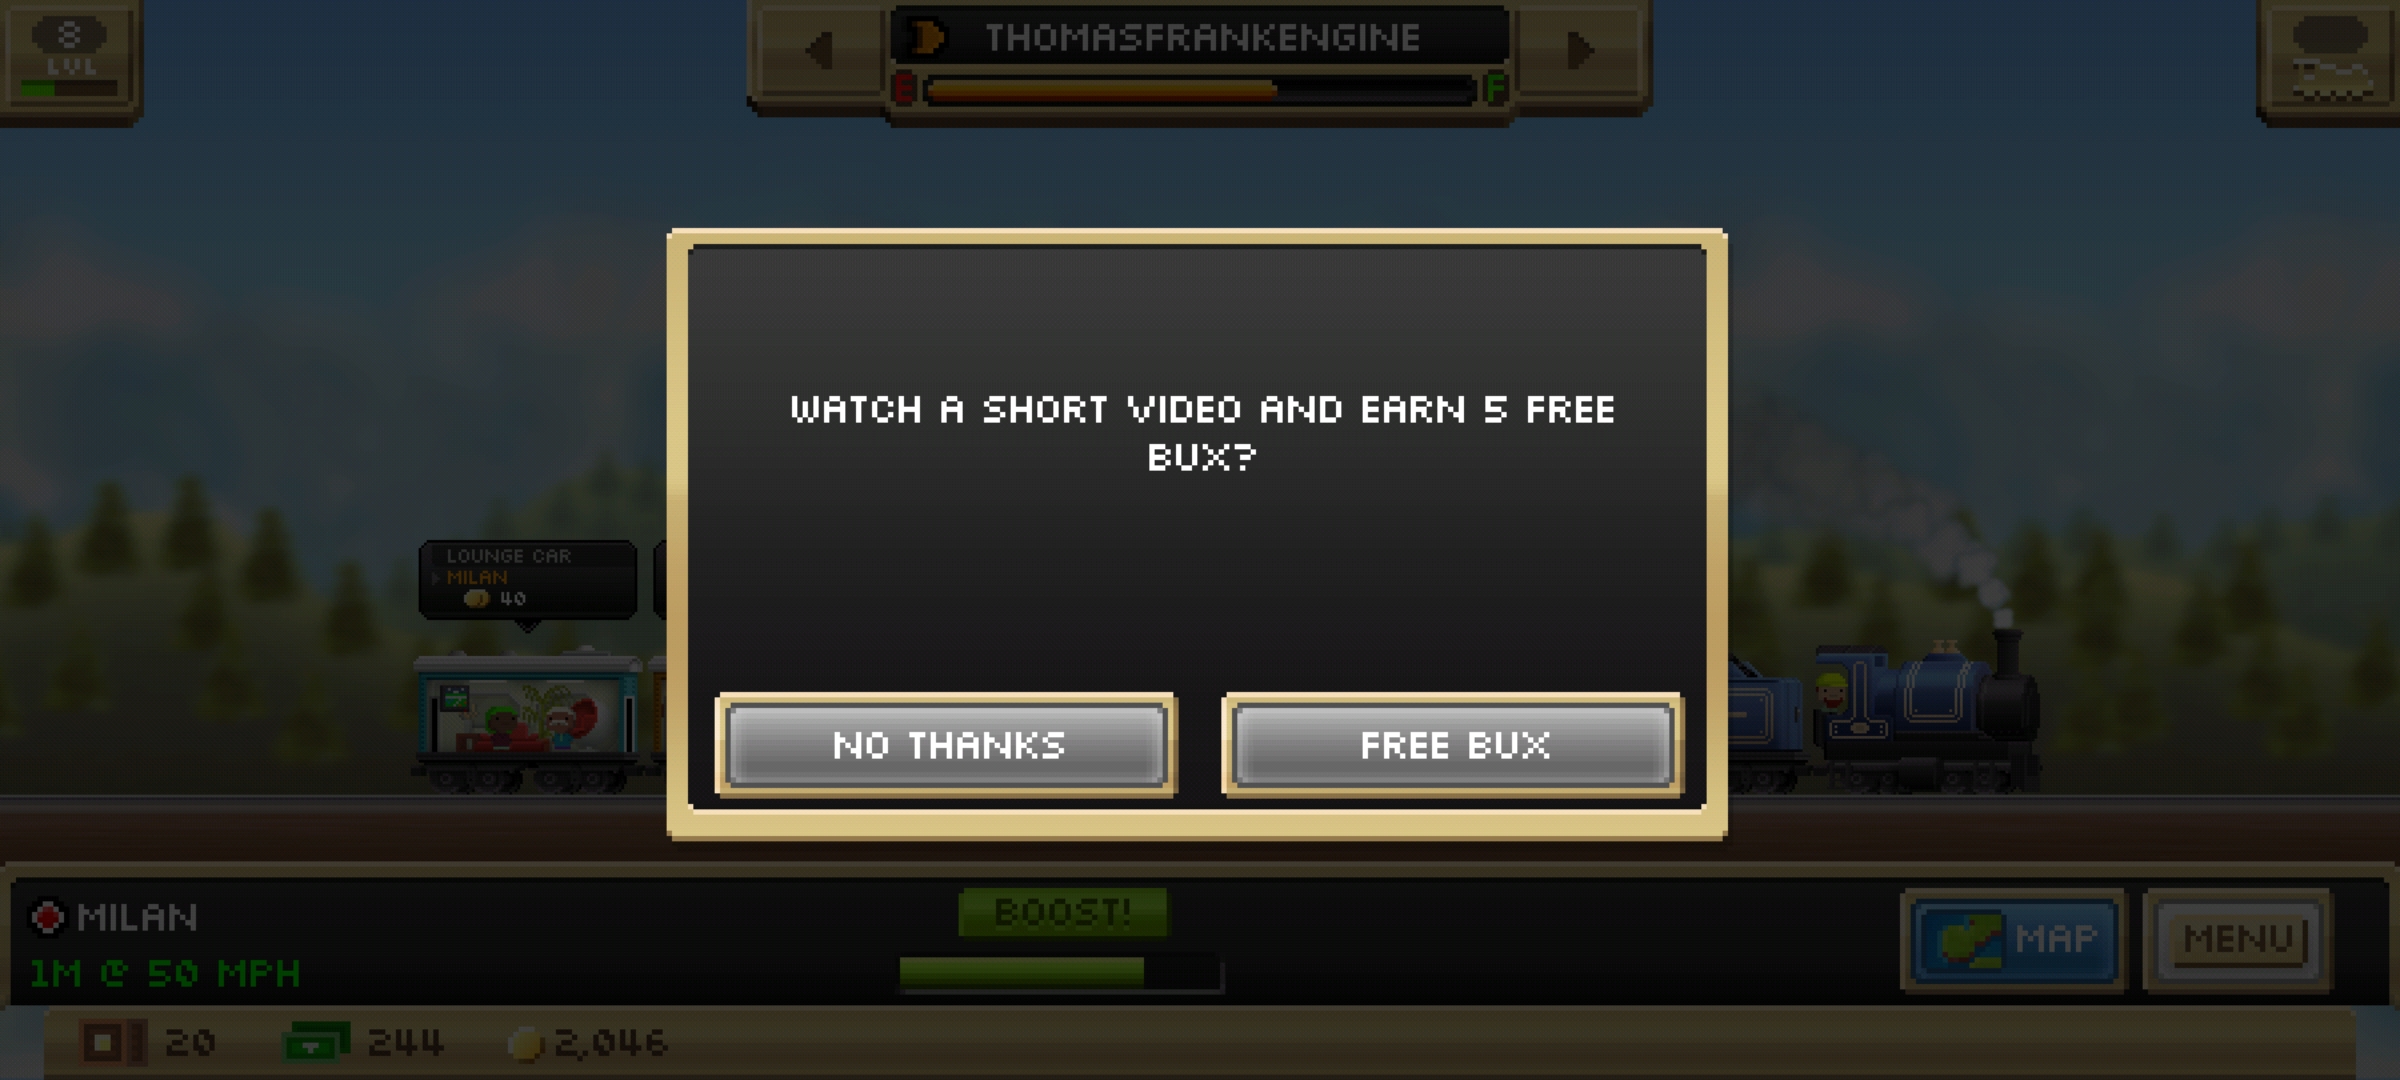 8
LVL
THOMASFRANKENGINE
E
F
WATCH A SHORT VIDEO AND EARN 5 FREE
BUX?
LOUNGE CAR
MILAN
40
NO THANKS
FREE BUX
MILAN
BOOST!
1M @ 50 MPH
MAP
MENU
20
244
2,046